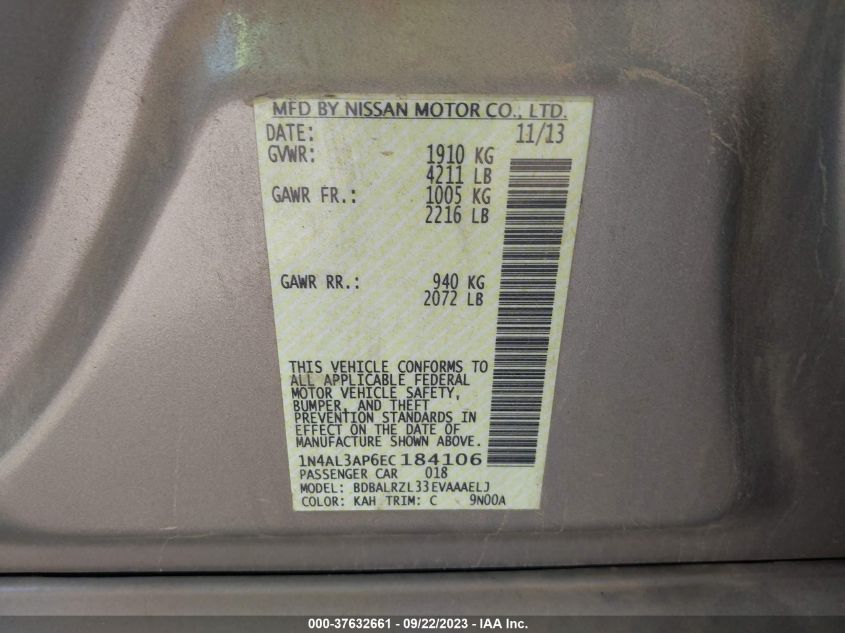 MFD BY NISSAN MOTOR CO., LTD.
DATE: 11/13
GVWR: 1910 KG
4211 LB
GAWR FR.: 1005 KG
2216 LB
GAWR RR.: 940 KG
2072 LB
THIS VEHICLE CONFORMS TO
ALL APPLICABLE FEDERAL
MOTOR VEHICLE SAFETY,
BUMPER, AND THEFT
PREVENTION STANDARDS IN
EFFECT ON THE DATE OF
MANUFACTURE SHOWN ABOVE.
1N4AL3AP6EC184106
PASSENGER CAR 018
MODEL: BDBALRZL33EVAAAELJ
COLOR: KAH TRIM: C 9N00A
000-37632661 - 09/22/2023 - IAA Inc.